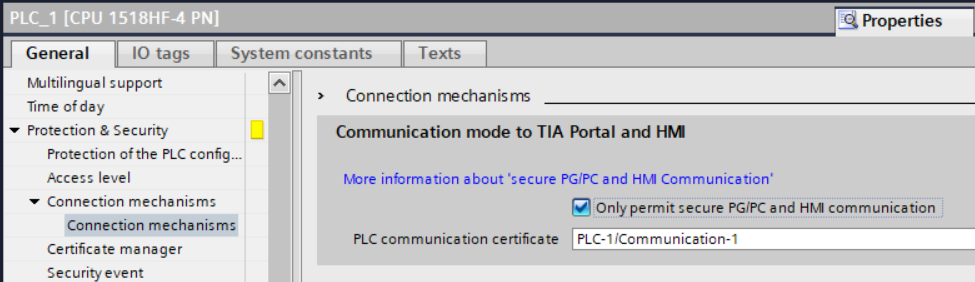 PLC_1 [CPU 1518HF-4 PN]
Properties
General IO tags System constants Texts
Multilingual support
Time of day
Protection & Security
Protection of the PLC config...
Access level
Connection mechanisms
Connection mechanisms
Certificate manager
Security event
Connection mechanisms
Communication mode to TIA Portal and HMI
More information about 'secure PG/PC and HMI Communication'
Only permit secure PG/PC and HMI communication
PLC communication certificate PLC-1/Communication-1